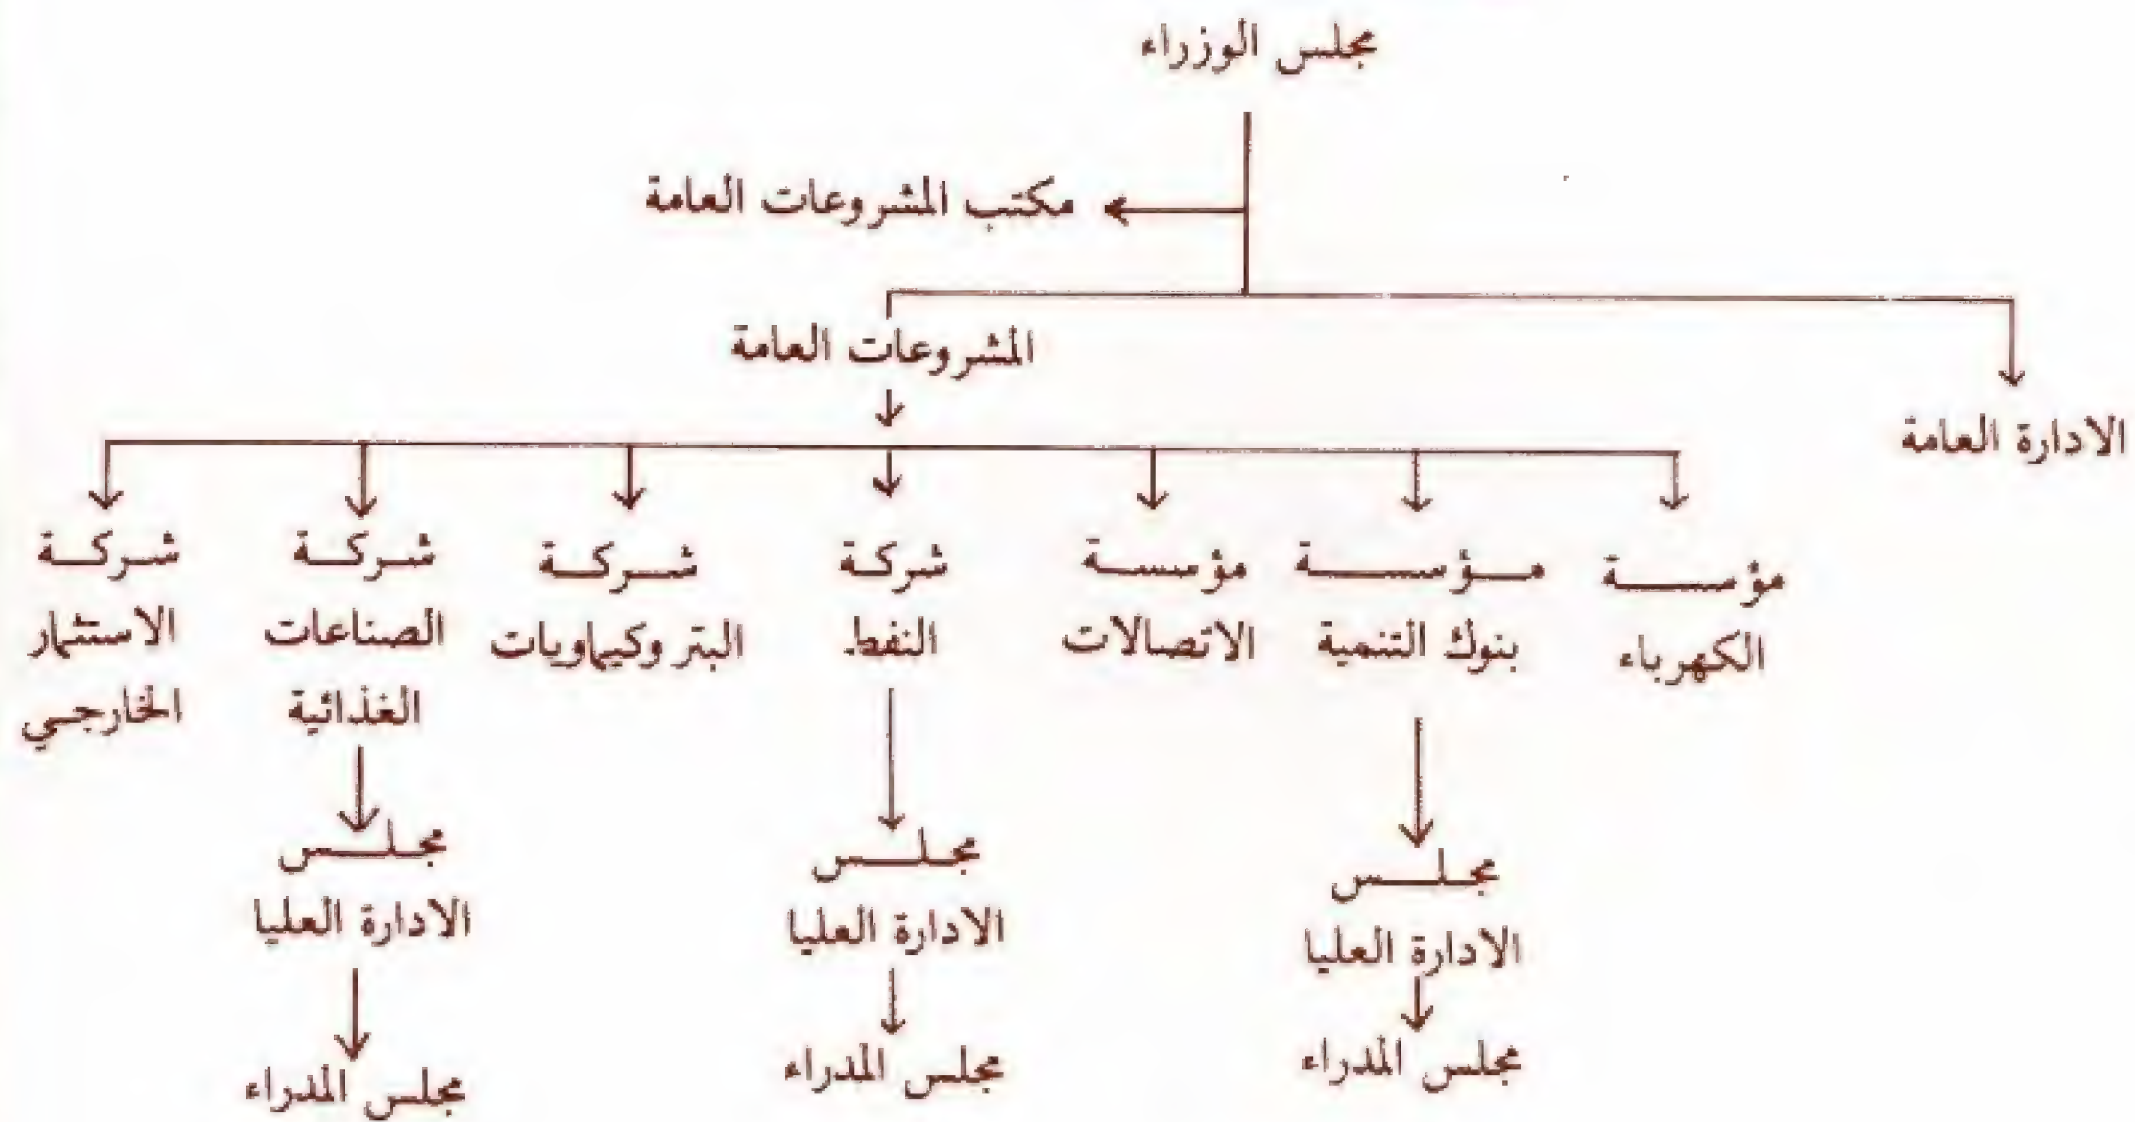 مجلس الوزراء
مكتب المشروعات العامة
المشروعات العامة
الادارة العامة
مؤسسة
الكهرباء
مؤسسة
بنوك التنمية
مؤسسة
الاتصالات
شركة
النفط
شركة
البتروكيماويات
شركة
الصناعات
الغذائية
شركة
الاستثمار
الخارجي
مجلس
الادارة العليا
مجلس المدراء
مجلس
الادارة العليا
مجلس المدراء
مجلس
الادارة العليا
مجلس المدراء